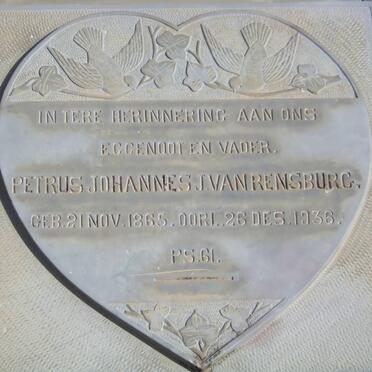 IN TERE HERINNERING AAN ONS
EGGENOOT EN VADER.
PETRUS JOHANNES J. VAN RENSBURG.
GEB. 21 NOV. 1865. OORL. 26 DES. 1936.
PS. 61.